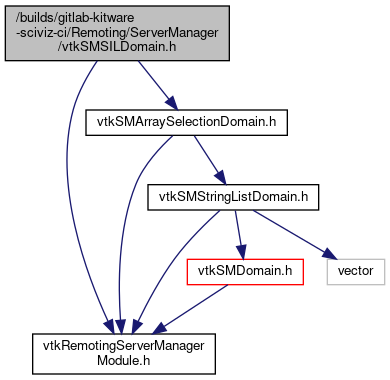 /builds/gitlab-kitware
-sciviz-ci/Remoting/ServerManager
/vtkSMSILDomain.h
vtkSMArraySelectionDomain.h
vtkSMStringListDomain.h
vtkSMDomain.h
vector
vtkRemotingServerManager
Module.h